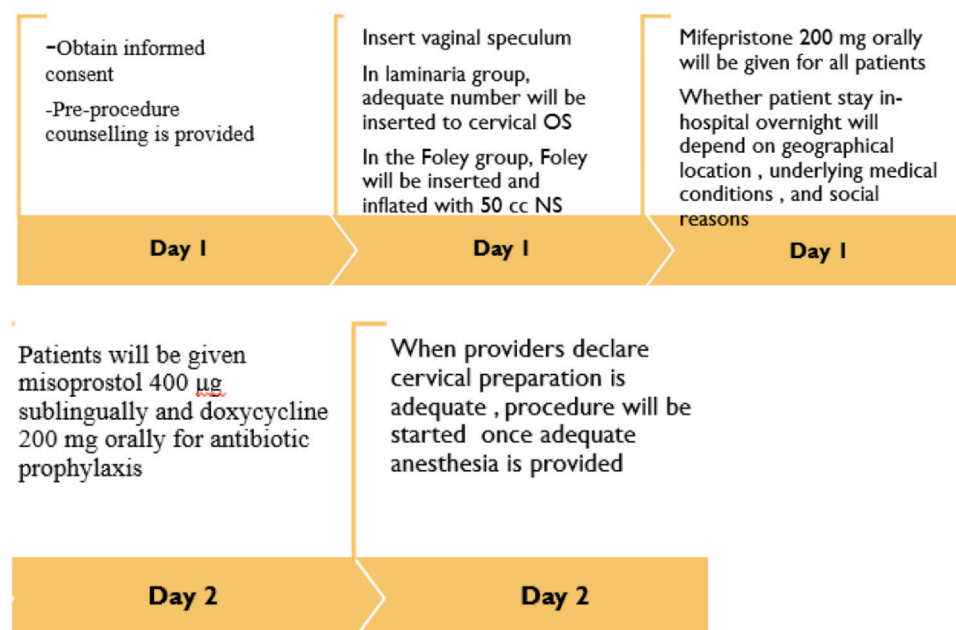 -Obtain informed
consent
-Pre-procedure
counselling is provided
Day 1
Insert vaginal speculum
In laminaria group,
adequate number will be
inserted to cervical OS
In the Foley group, Foley
will be inserted and
inflated with 50 cc NS
Day 1
Mifepristone 200 mg orally
will be given for all patients
Whether patient stay in-
hospital overnight will
depend on geographical
location , underlying medical
conditions , and social
reasons
Day 1
Patients will be given
misoprostol 400 µg
sublingually and doxycycline
200 mg orally for antibiotic
prophylaxis
Day 2
When providers declare
cervical preparation is
adequate , procedure will be
started once adequate
anesthesia is provided
Day 2